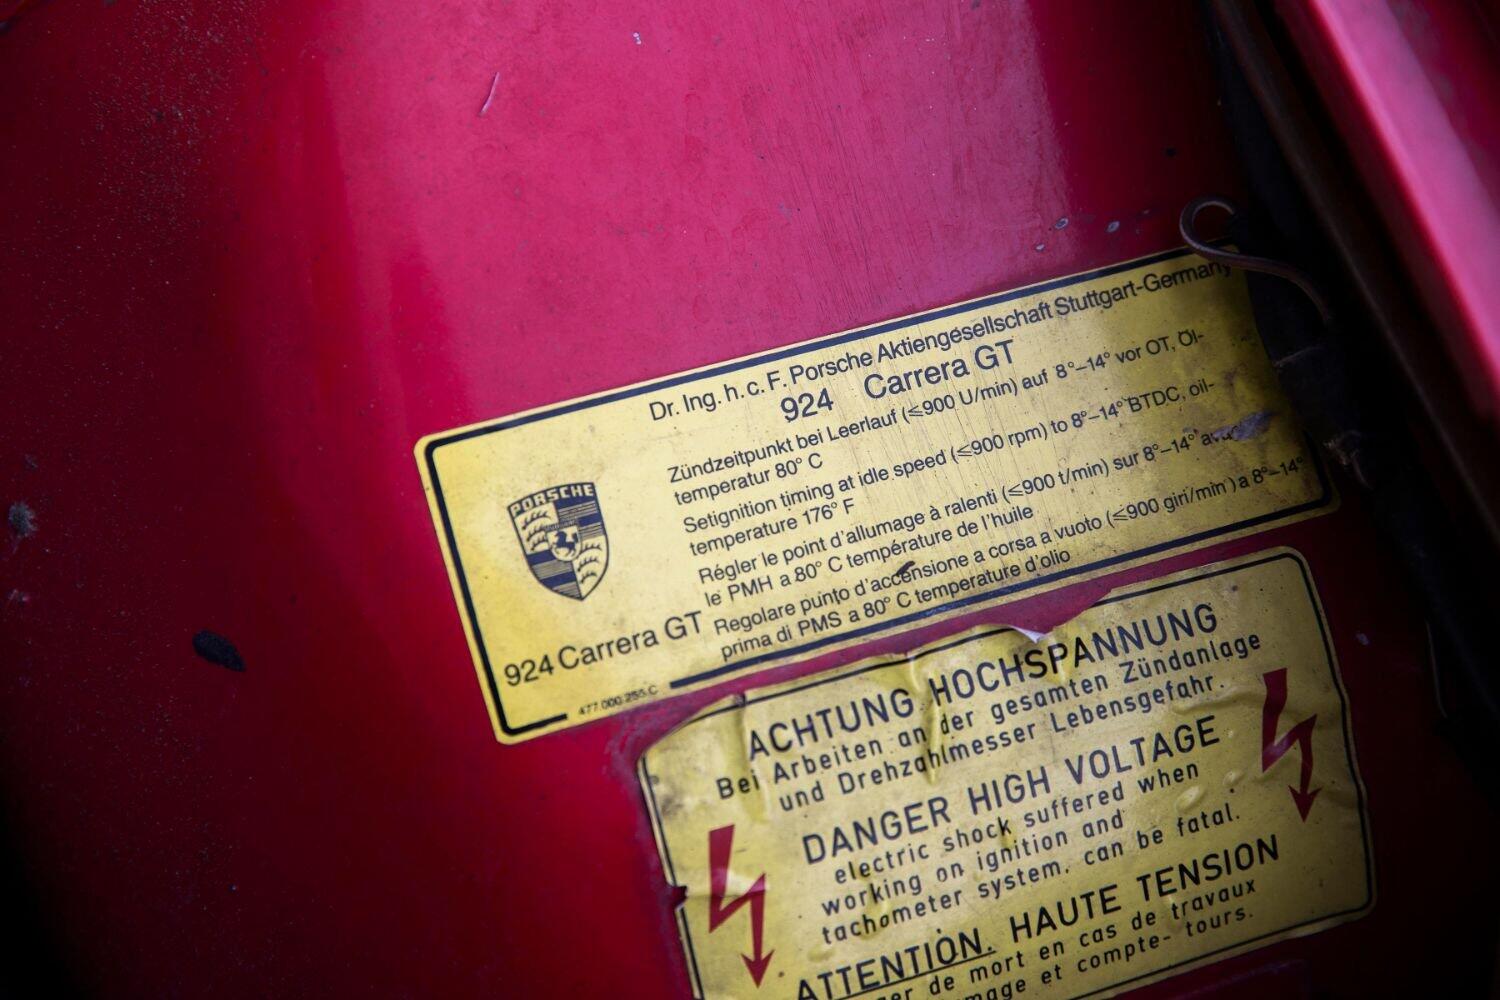 Dr. Ing. h. c. F. Porsche Aktiengesellschaft Stuttgart-Germany
924 Carrera GT
Zündzeitpunkt bei Leerlauf (≤900 U/min) auf 8°–14° vor OT, Öl-
temperatur 80° C
Setignition timing at idle speed (≤900 rpm) to 8°–14° BTDC, oil-
temperature 176° F
Régler le point d'allumage à ralenti (≤900 t/min) sur 8°–14°
le PMH a 80° C température de l'huile
Regolare punto d'accensione a corsa a vuoto (≤900 giri/min) a 8°–14°
prima di PMS a 80° C temperature d'olio
PORSCHE
924 Carrera GT
477.000.255.C
ACHTUNG HOCHSPANNUNG
Bei Arbeiten an der gesamten Zündanlage
und Drehzahlmesser Lebensgefahr.
DANGER HIGH VOLTAGE
electric shock suffered when
working on ignition and
tachometer system, can be fatal.
ATTENTION. HAUTE TENSION
de mort en cas de travaux
et compte-tours.